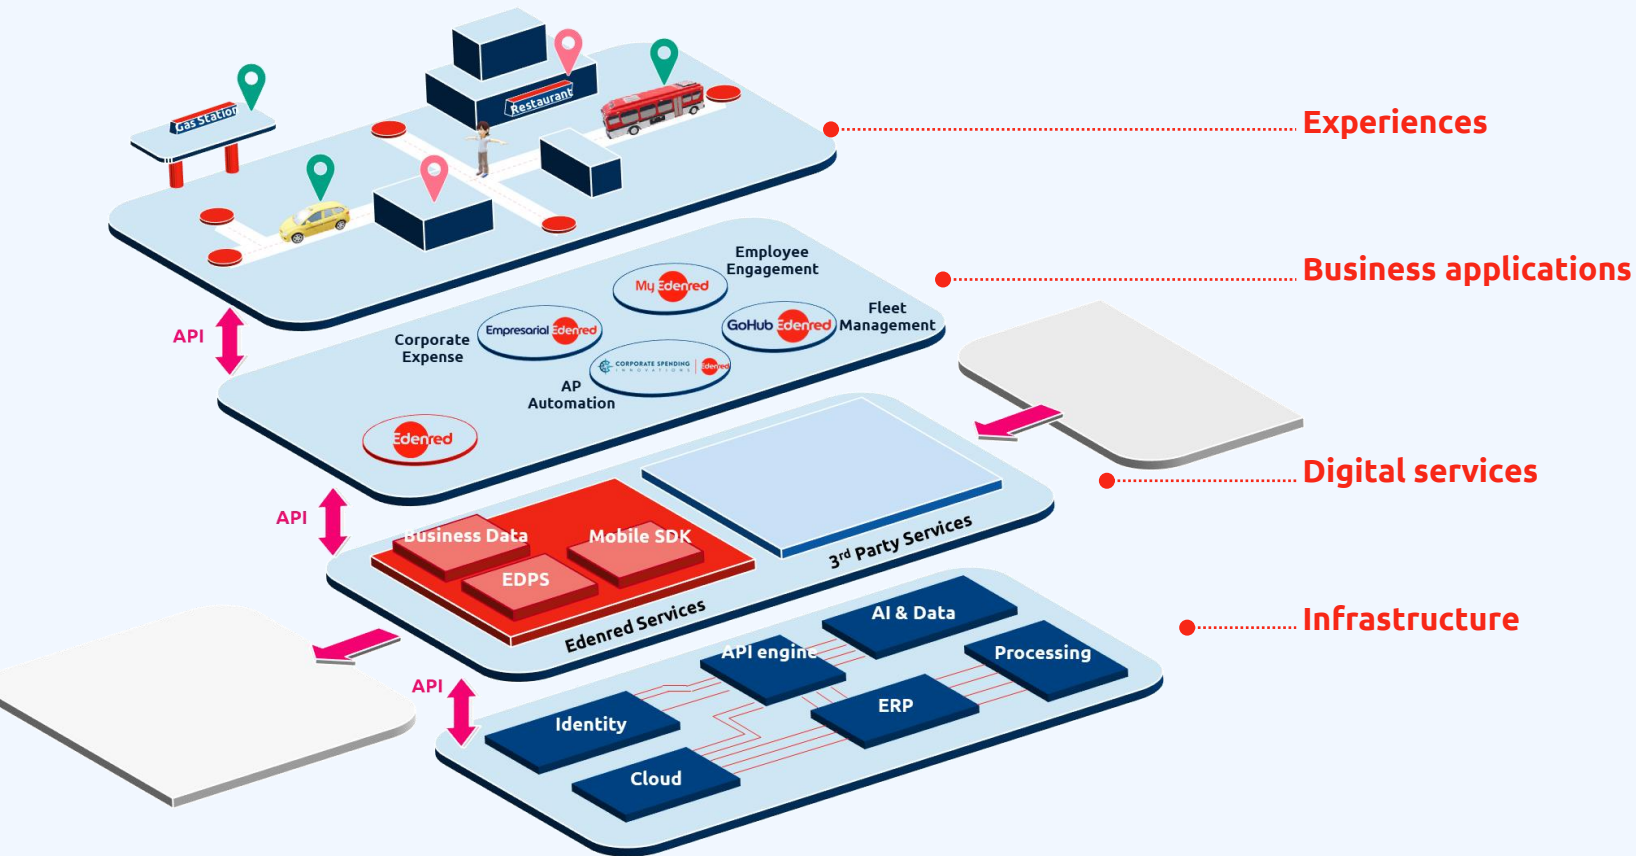 Gas Station
Restaurant
Experiences
API
Employee
Engagement
My Edenred
Business applications
Fleet
Management
GoHub Edenred
Corporate
Expense
Empresarial Edenred
CORPORATE SPENDING
INNOVATIONS
Edenred
AP
Automation
Edenred
API
Digital services
Business Data
Mobile SDK
EDPS
Edenred Services
3rd Party Services
API
Infrastructure
AI & Data
API engine
Processing
ERP
Identity
Cloud